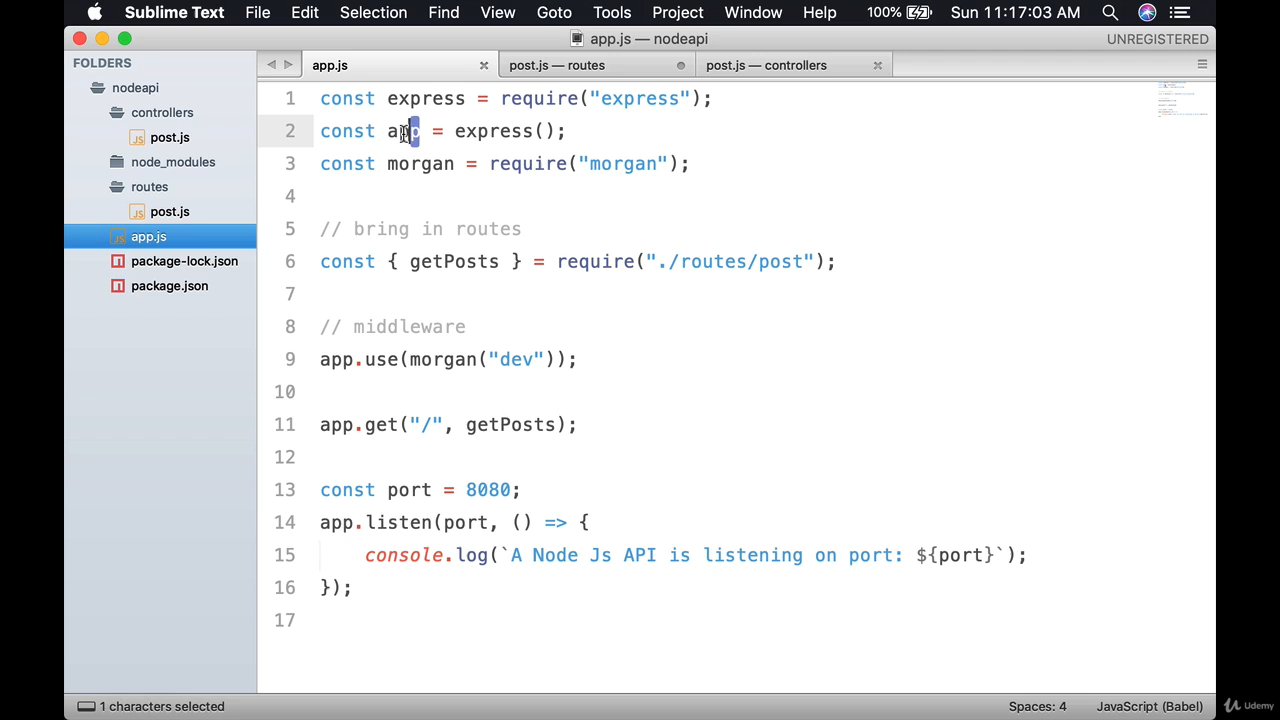 Sublime Text File Edit Selection Find View Goto Tools Project Window Help 100% Sun 11:17:03 AM
app.js — nodeapi UNREGISTERED
FOLDERS
nodeapi
controllers
post.js
node_modules
routes
post.js
app.js
package-lock.json
package.json
app.js post.js — routes post.js — controllers
1 const express = require("express");
2 const app = express();
3 const morgan = require("morgan");
4
5 // bring in routes
6 const { getPosts } = require("./routes/post");
7
8 // middleware
9 app.use(morgan("dev"));
10
11 app.get("/", getPosts);
12
13 const port = 8080;
14 app.listen(port, () => {
15 console.log(`A Node Js API is listening on port: ${port}`);
16 });
17
1 characters selected Spaces: 4 JavaScript (Babel)
Udemy